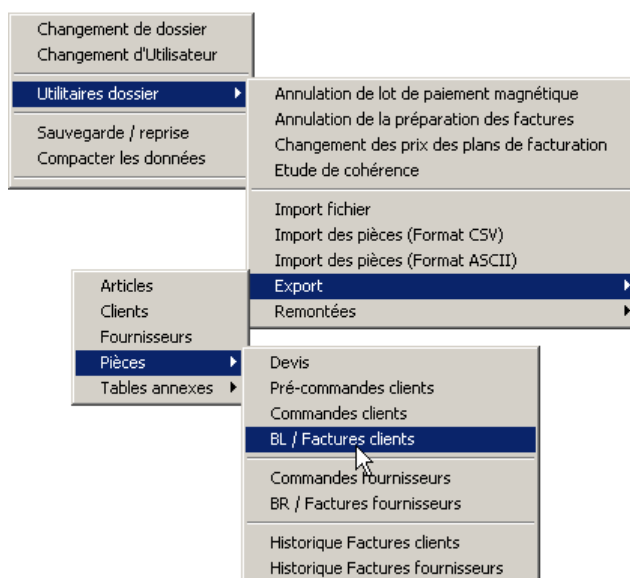 Changement de dossier
Changement d'Utilisateur
Utilitaires dossier
Sauvegarde / reprise
Compacter les données
Annulation de lot de paiement magnétique
Annulation de la préparation des factures
Changement des prix des plans de facturation
Etude de cohérence
Import fichier
Import des pièces (Format CSV)
Import des pièces (Format ASCII)
Export
Remontées
Articles
Clients
Fournisseurs
Pièces
Tables annexes
Devis
Pré-commandes clients
Commandes clients
BL / Factures clients
Commandes fournisseurs
BR / Factures fournisseurs
Historique Factures clients
Historique Factures fournisseurs